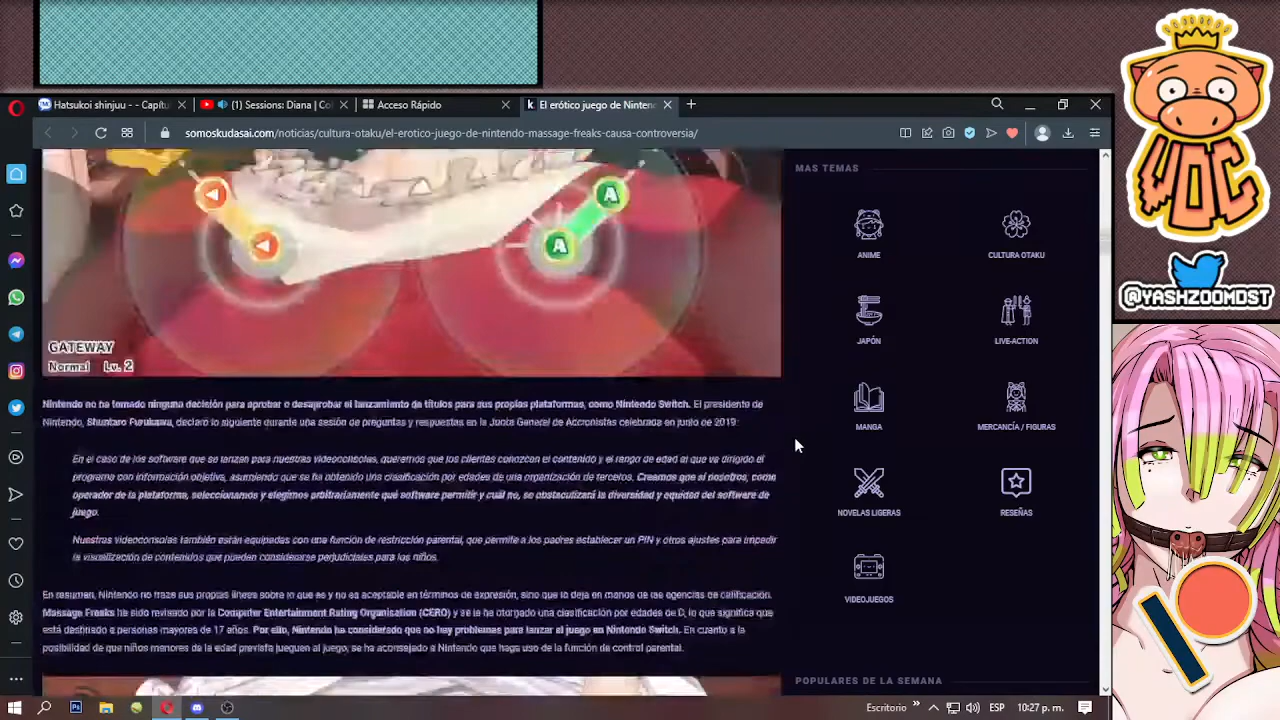 Hatsukoi shinjuu - - Capítu
(1) Sessions: Diana | Co
Acceso Rápido
El erótico juego de Ninten
somoskudasai.com/noticias/cultura-otaku/el-erotico-juego-de-nintendo-massage-freaks-causa-controversia/
MAS TEMAS
A
A
ANIME
CULTURA OTAKU
JAPÓN
LIVE-ACTION
MANGA
MERCANCÍA / FIGURAS
NOVELAS LIGERAS
RESEÑAS
VIDEOJUEGOS
POPULARES DE LA SEMANA
GATEWAY
Normal Lv. 2
Nintendo no ha tomado ninguna decisión para aprobar o desaprobar el lanzamiento de títulos para sus propias plataformas, como Nintendo Switch. El presidente de
Nintendo, Shuntaro Furukawa, declaró lo siguiente durante una sesión de preguntas y respuestas en la Junta General de Accionistas celebrada en junio de 2019:
En el caso de los software que se lanzan para nuestras videoconsolas, queremos que los clientes conozcan el contenido y el rango de edad al que va dirigido el
programa con información objetiva, asumiendo que se ha obtenido una clasificación por edades de una organización de terceros. Creemos que si nosotros, como
operador de la plataforma, seleccionamos y elegimos arbitrariamente qué software permitir y cuál no, se obstaculizará la diversidad y equidad del software de
juego.
Nuestras videoconsolas también están equipadas con una función de restricción parental, que permite a los padres establecer un PIN y otros ajustes para impedir
la visualización de contenidos que pueden considerarse perjudiciales para los niños.
En resumen, Nintendo no traza sus propias líneas sobre lo que es y no es aceptable en términos de expresión, sino que lo deja en manos de las agencias de calificación.
Massage Freaks ha sido revisado por la Computer Entertainment Rating Organisation (CERO) y se le ha otorgado una clasificación por edades de D, lo que significa que
está destinado a personas mayores de 17 años. Por ello, Nintendo ha considerado que no hay problemas para lanzar el juego en Nintendo Switch. En cuanto a la
posibilidad de que niños menores de la edad prevista jueguen al juego, se ha aconsejado a Nintendo que haga uso de la función de control parental.
WOC
@YASHZOOMDST
Escritorio
ESP
10:27 p. m.